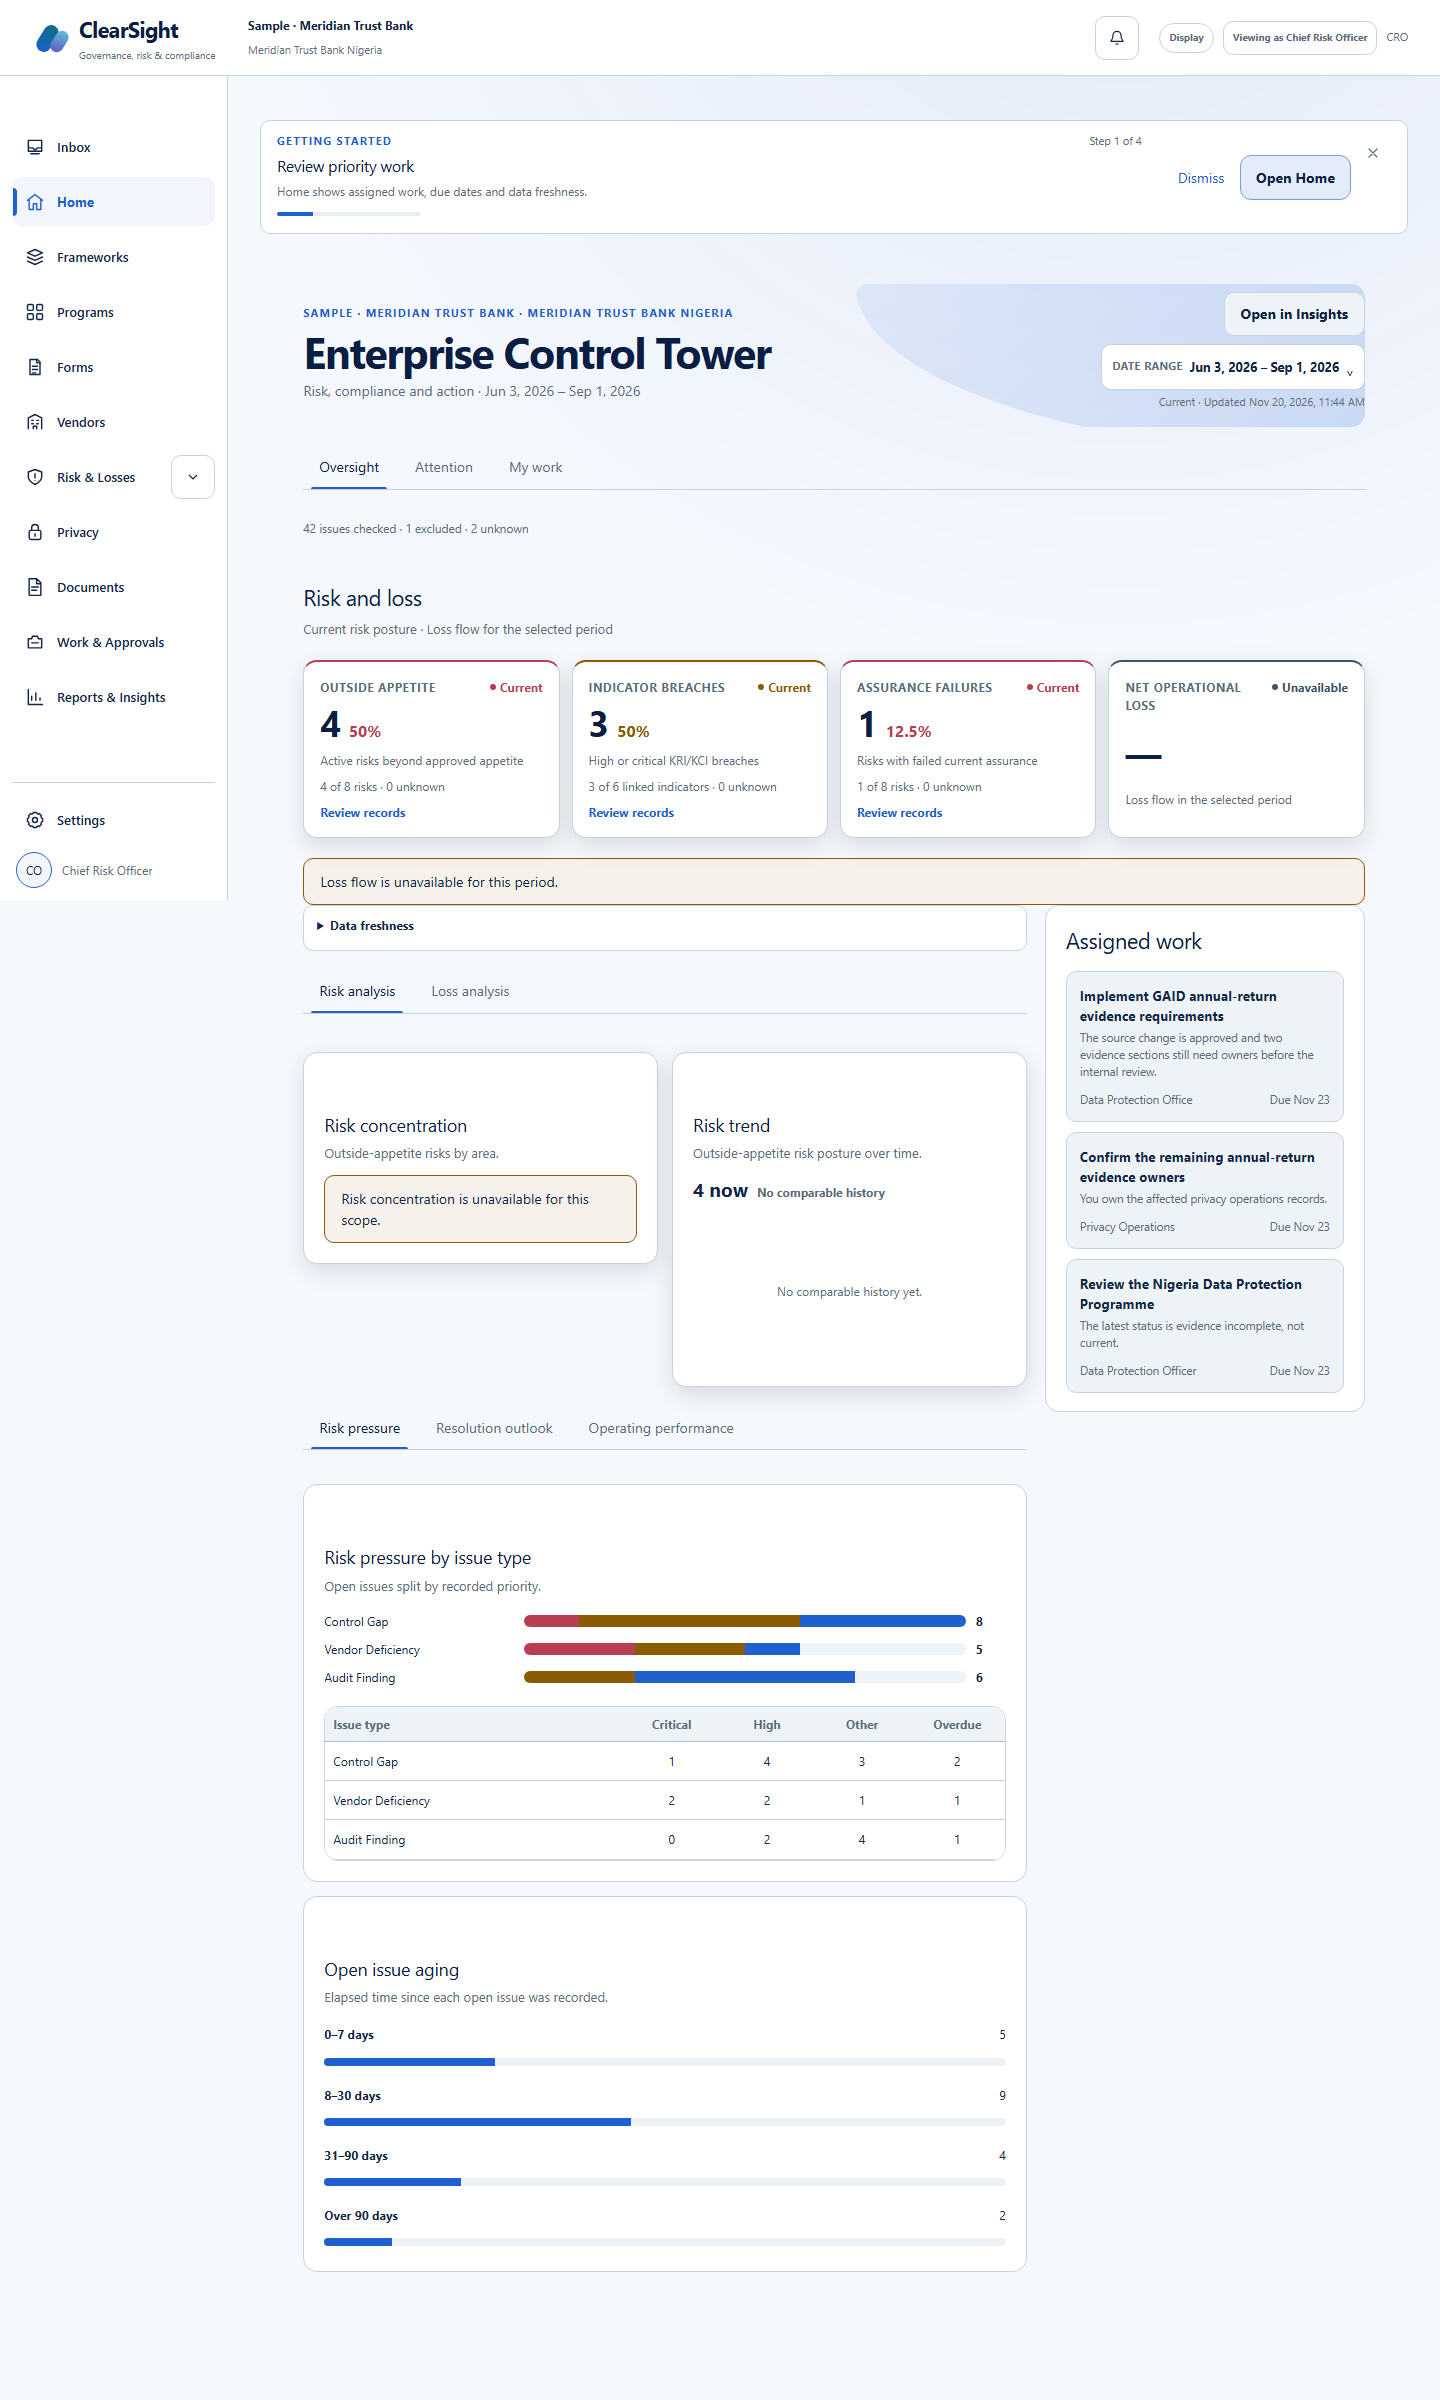 ClearSight
Governance, risk & compliance
Sample · Meridian Trust Bank
Meridian Trust Bank Nigeria
Display
Viewing as Chief Risk Officer
CRO
Inbox
Home
Frameworks
Programs
Forms
Vendors
Risk & Losses
Privacy
Documents
Work & Approvals
Reports & Insights
Settings
CO
Chief Risk Officer
GETTING STARTED
Step 1 of 4
Review priority work
Home shows assigned work, due dates and data freshness.
Dismiss
Open Home
SAMPLE · MERIDIAN TRUST BANK · MERIDIAN TRUST BANK NIGERIA
Enterprise Control Tower
Risk, compliance and action · Jun 3, 2026 – Sep 1, 2026
Open in Insights
DATE RANGE Jun 3, 2026 – Sep 1, 2026
Current · Updated Nov 20, 2026, 11:44 AM
Oversight
Attention
My work
42 issues checked · 1 excluded · 2 unknown
Risk and loss
Current risk posture · Loss flow for the selected period
OUTSIDE APPETITE
Current
4 50%
Active risks beyond approved appetite
4 of 8 risks · 0 unknown
Review records
INDICATOR BREACHES
Current
3 50%
High or critical KRI/KCI breaches
3 of 6 linked indicators · 0 unknown
Review records
ASSURANCE FAILURES
Current
1 12.5%
Risks with failed current assurance
1 of 8 risks · 0 unknown
Review records
NET OPERATIONAL
LOSS
Unavailable
—
Loss flow in the selected period
Loss flow is unavailable for this period.
Data freshness
Risk analysis
Loss analysis
Risk concentration
Outside-appetite risks by area.
Risk concentration is unavailable for this
scope.
Risk trend
Outside-appetite risk posture over time.
4 now No comparable history
No comparable history yet.
Assigned work
Implement GAID annual-return
evidence requirements
The source change is approved and two
evidence sections still need owners before the
internal review.
Data Protection Office
Due Nov 23
Confirm the remaining annual-return
evidence owners
You own the affected privacy operations records.
Privacy Operations
Due Nov 23
Review the Nigeria Data Protection
Programme
The latest status is evidence incomplete, not
current.
Data Protection Officer
Due Nov 23
Risk pressure
Resolution outlook
Operating performance
Risk pressure by issue type
Open issues split by recorded priority.
Control Gap 8
Vendor Deficiency 5
Audit Finding 6
Issue type Critical High Other Overdue
Control Gap 1 4 3 2
Vendor Deficiency 2 2 1 1
Audit Finding 0 2 4 1
Open issue aging
Elapsed time since each open issue was recorded.
0–7 days 5
8–30 days 9
31–90 days 4
Over 90 days 2